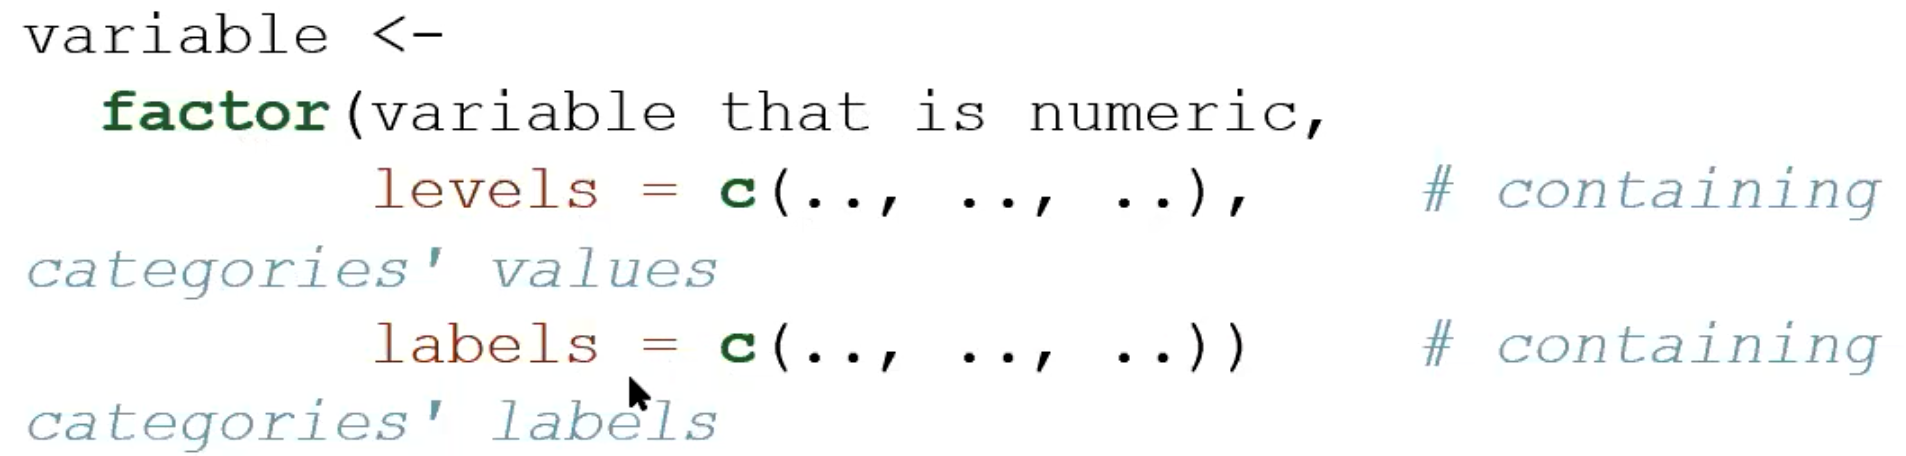 variable <-
factor(variable that is numeric,
levels = c(.., .., ..), # containing
categories' values
labels = c(.., .., ..)) # containing
categories' labels